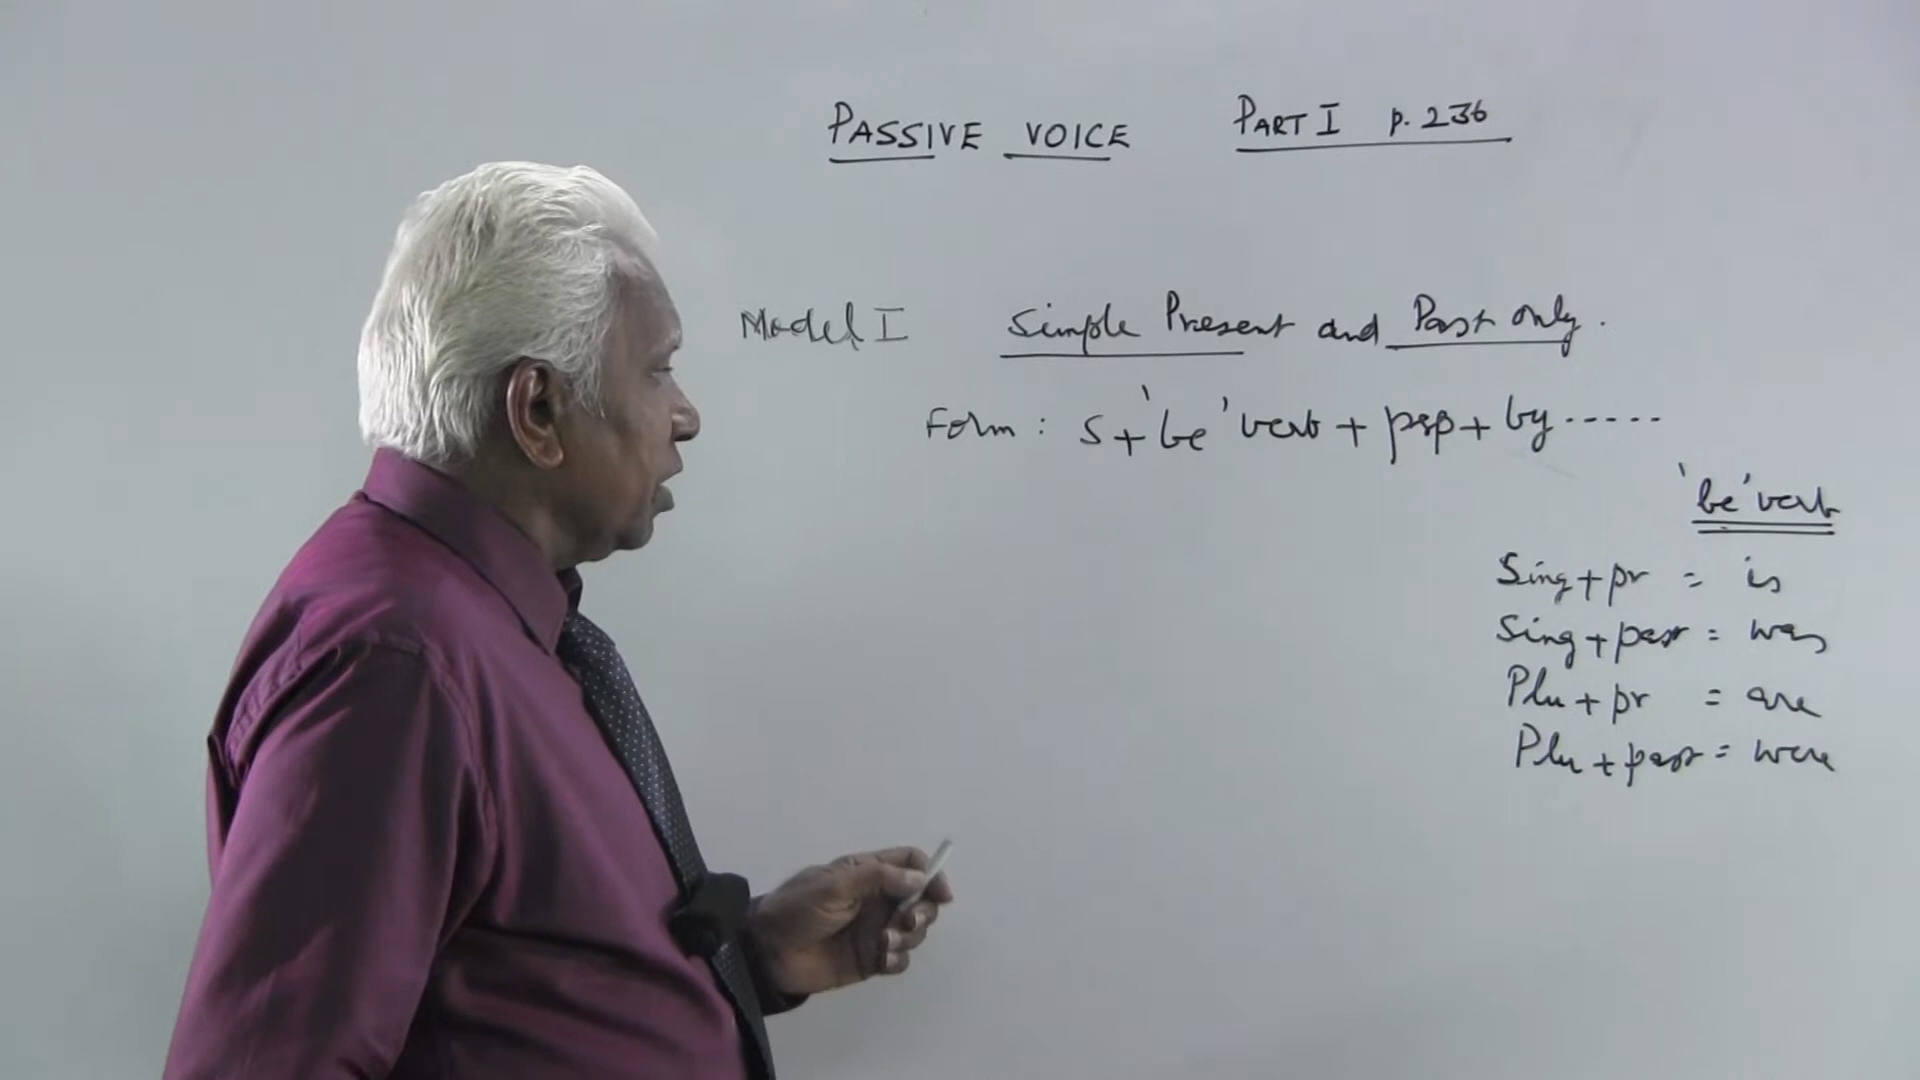 PASSIVE VOICE PART I p. 236
Model I Simple Present and Past only.
Form: S + 'be' verb + psp + by .....
'be' verb
Sing + pr = is
Sing + past = was
Plu + pr = are
Plu + past = were